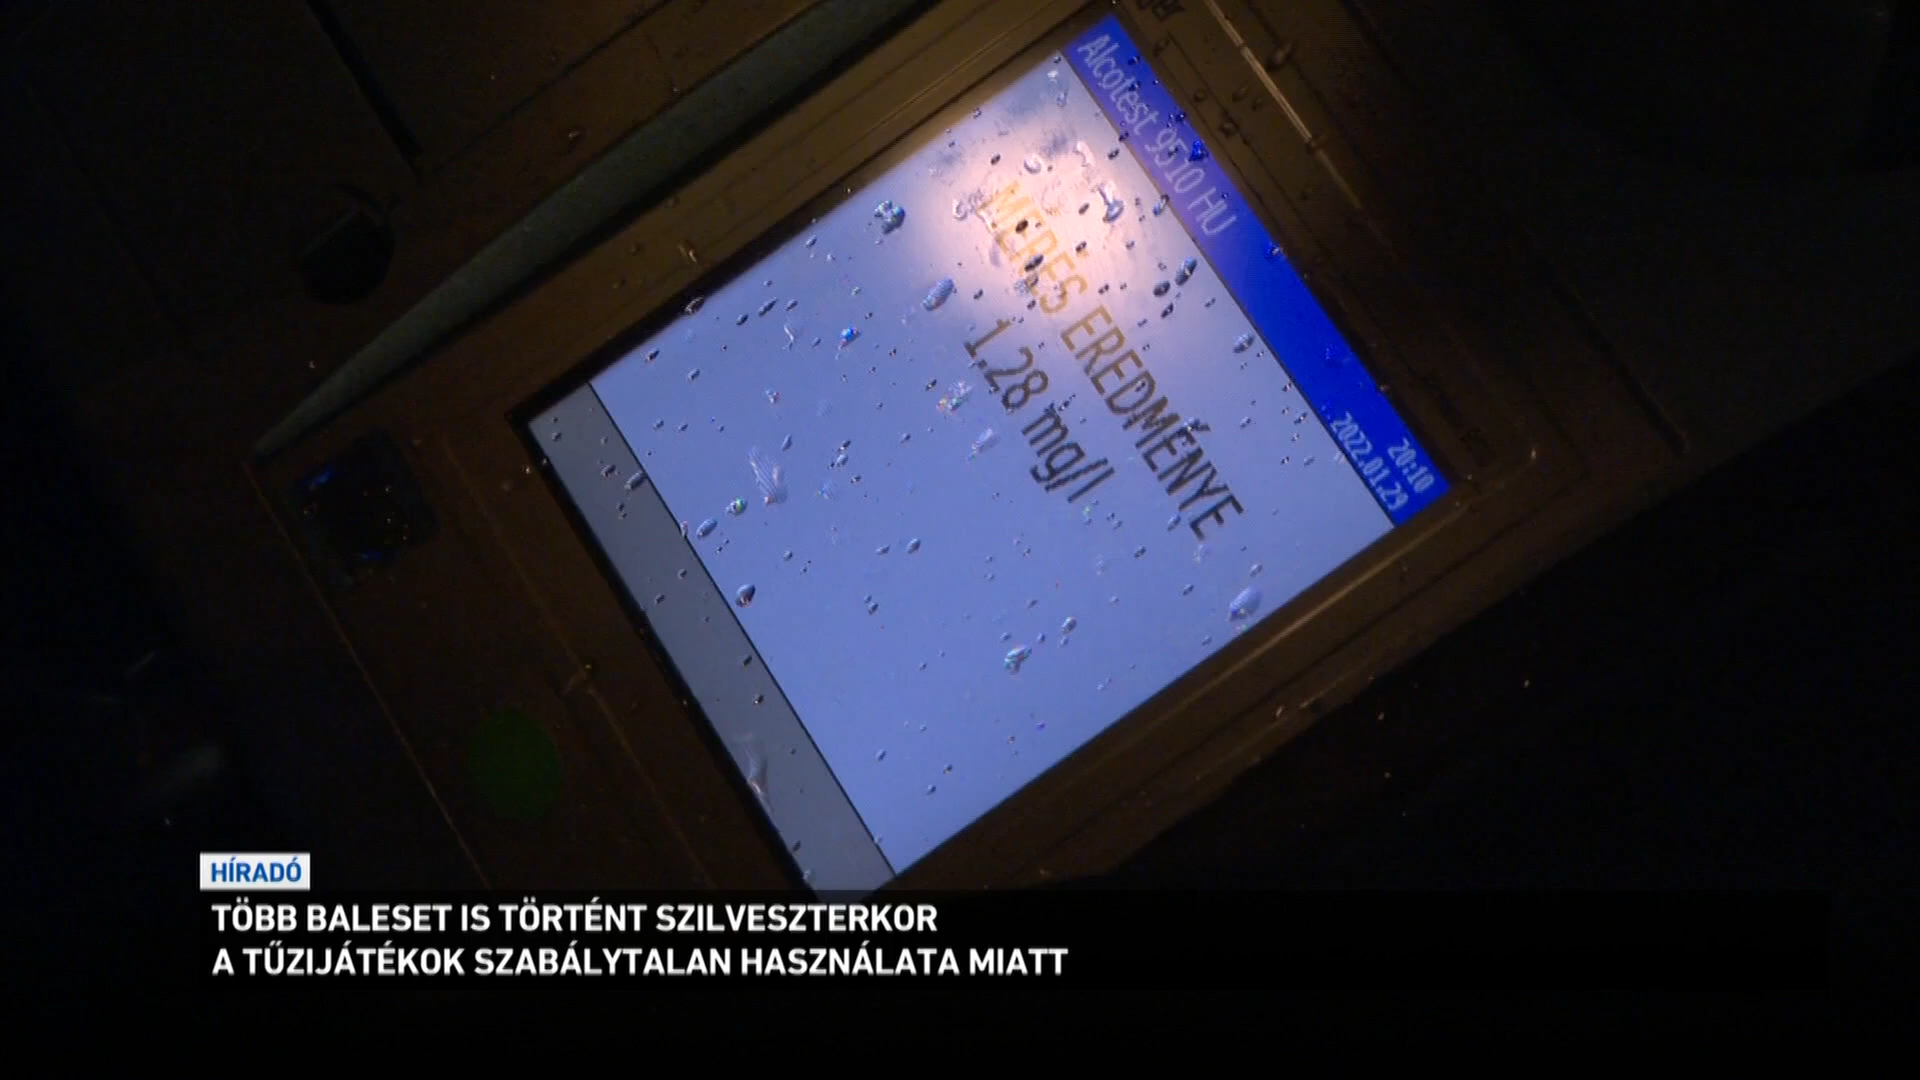 Alcotest 9510 HU
20:10
2022.01.29
MÉRÉS EREDMÉNYE
1.28 mg/l
HÍRADÓ
TÖBB BALESET IS TÖRTÉNT SZILVESZTERKOR
A TŰZIJÁTÉKOK SZABÁLYTALAN HASZNÁLATA MIATT